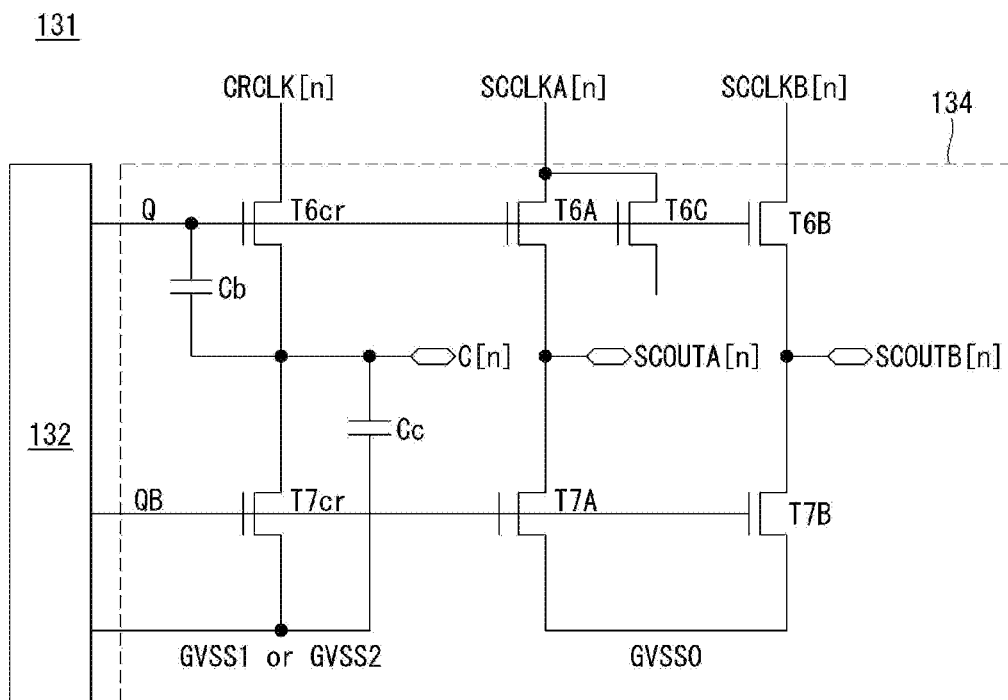 131
CRCLK[n]
SCCLKA[n]
SCCLKB[n]
134
Q
T6cr
T6A
T6C
T6B
Cb
C[n]
SCOUTA[n]
SCOUTB[n]
Cc
132
QB
T7cr
T7A
T7B
GVSS1 or GVSS2
GVSS0